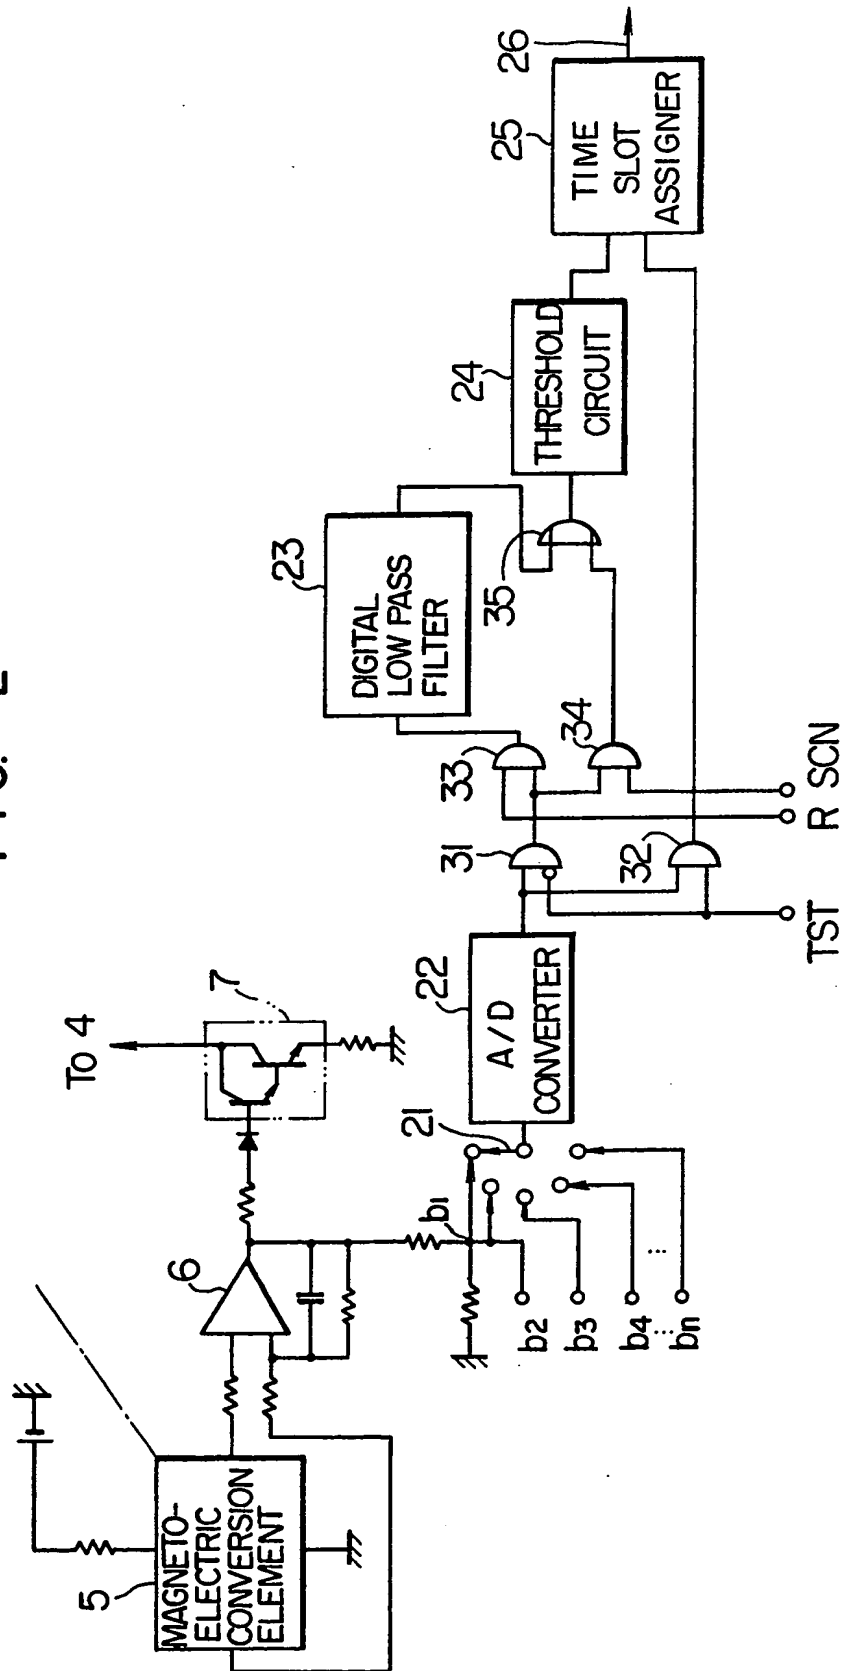 To 4
7
6
5
MAGNETO-
ELECTRIC
CONVERSION
ELEMENT
b1
21
b2
b3
b4
...
bn
...
22
A/D
CONVERTER
TST
R
SCN
31
32
33
34
35
23
DIGITAL
LOW PASS
FILTER
24
THRESHOLD
CIRCUIT
25
TIME
SLOT
ASSIGNER
26